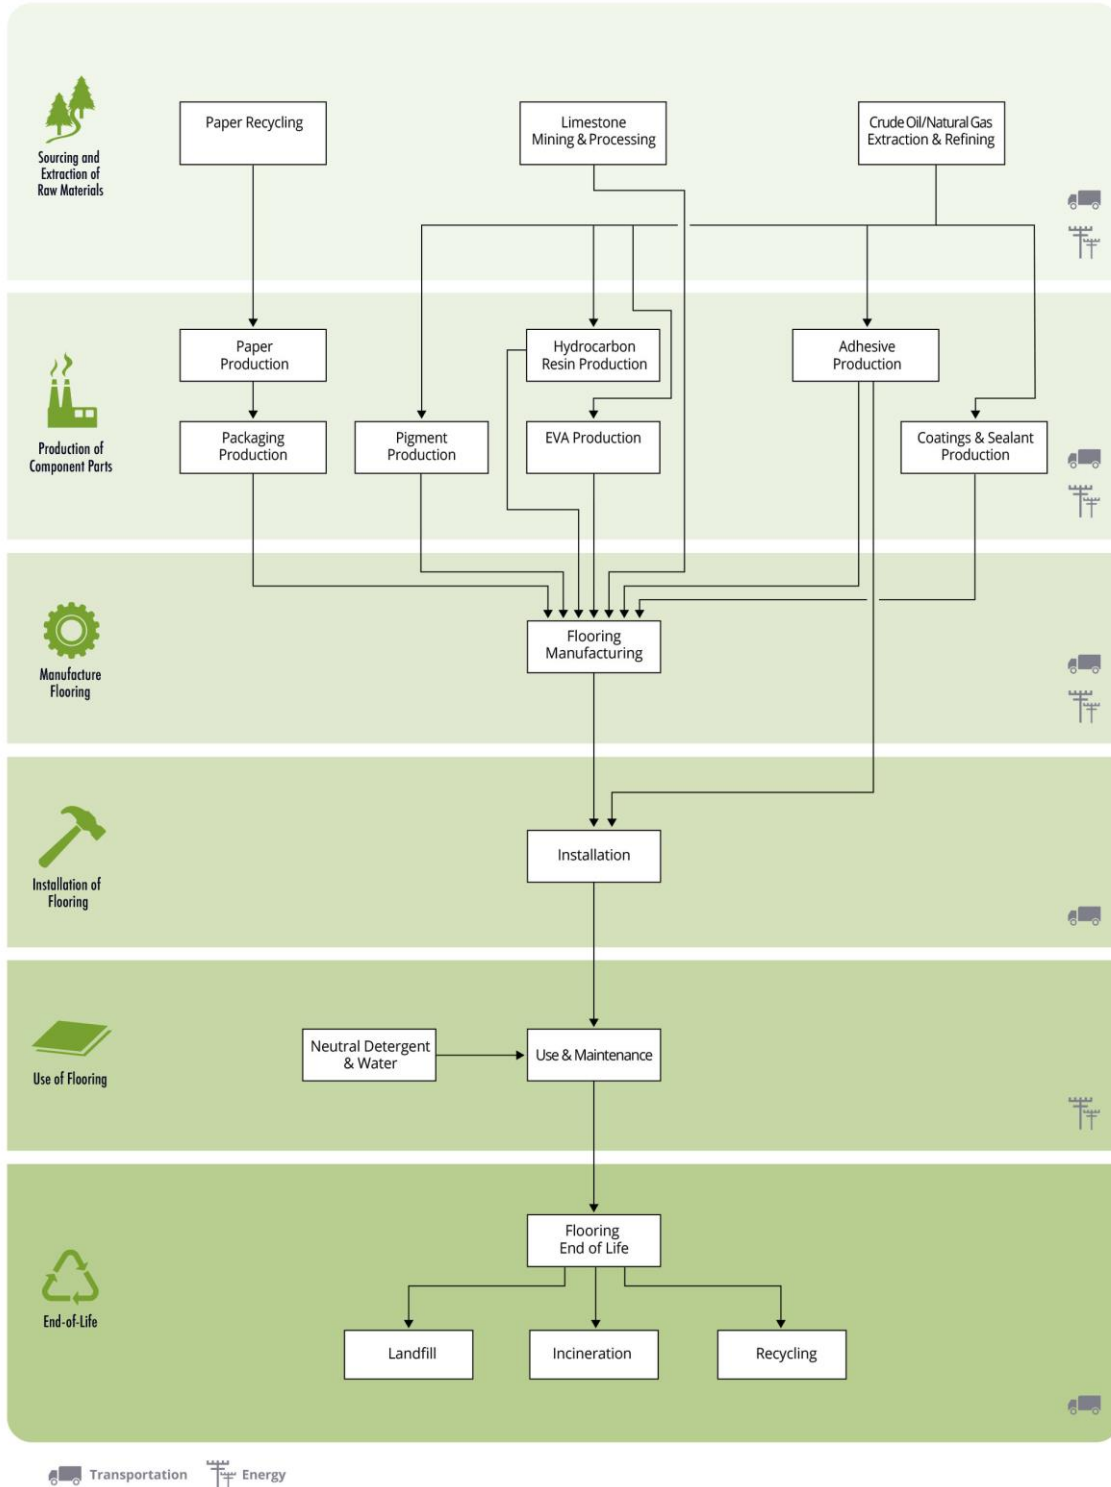 Sourcing and
Extraction of
Raw Materials
Paper Recycling
Limestone
Mining & Processing
Crude Oil/Natural Gas
Extraction & Refining
Production of
Component Parts
Paper
Production
Hydrocarbon
Resin Production
Adhesive
Production
Packaging
Production
Pigment
Production
EVA Production
Coatings & Sealant
Production
Manufacture
Flooring
Flooring
Manufacturing
Installation of
Flooring
Installation
Use of Flooring
Neutral Detergent
& Water
Use & Maintenance
End-of-Life
Flooring
End of Life
Landfill
Incineration
Recycling
Transportation
Energy